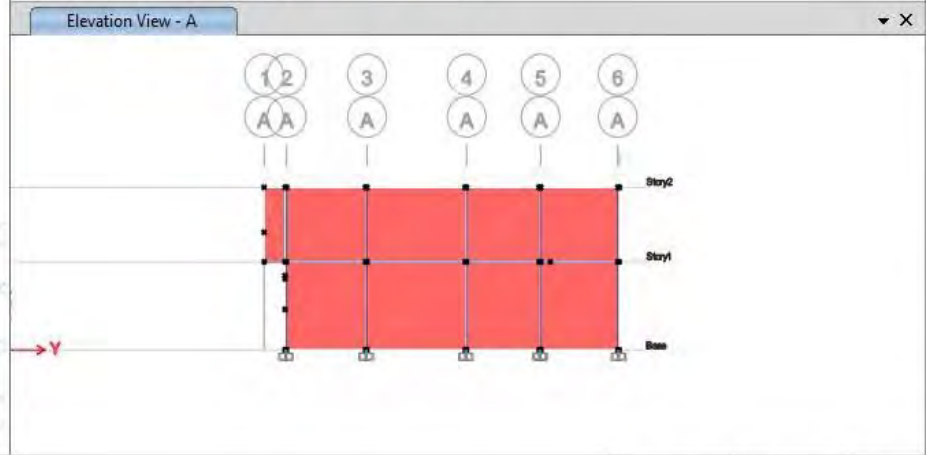 Elevation View - A
1 2 3 4 5 6
A A A A A A
Story2
Story1
Base
Y